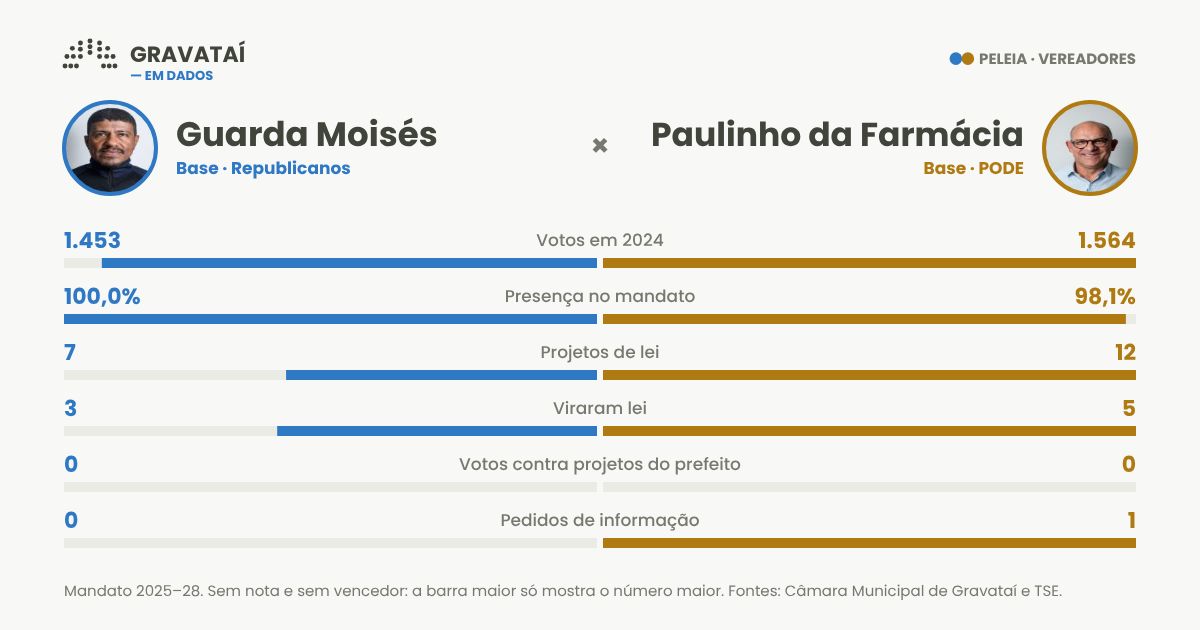 GRAVATAÍ
— EM DADOS
PELEIA · VEREADORES
Guarda Moisés
Base · Republicanos
×
Paulinho da Farmácia
Base · PODE
1.453 Votos em 2024 1.564
100,0% Presença no mandato 98,1%
7 Projetos de lei 12
3 Viraram lei 5
0 Votos contra projetos do prefeito 0
0 Pedidos de informação 1
Mandato 2025–28. Sem nota e sem vencedor: a barra maior só mostra o número maior. Fontes: Câmara Municipal de Gravataí e TSE.